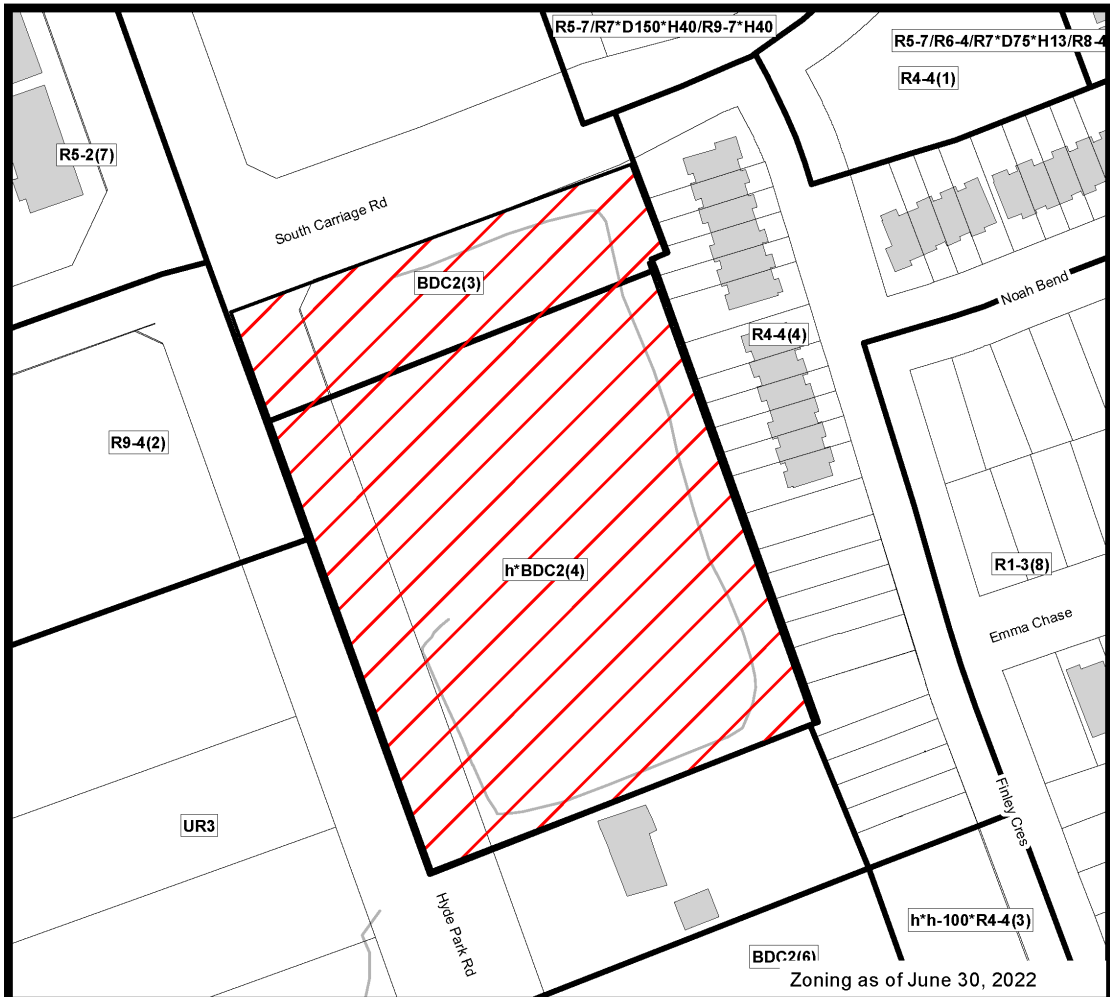 R5-7/R7*D150*H40/R9-7*H40
R5-7/R6-4/R7*D75*H13/R8-4
R4-4(1)
R5-2(7)
South Carriage Rd
BDC2(3)
Noah Bend
R4-4(4)
R9-4(2)
h*BDC2(4)
R1-3(8)
Emma Chase
UR3
Finley Cres
Hyde Park Rd
h*h-100*R4-4(3)
BDC2(6)
Zoning as of June 30, 2022